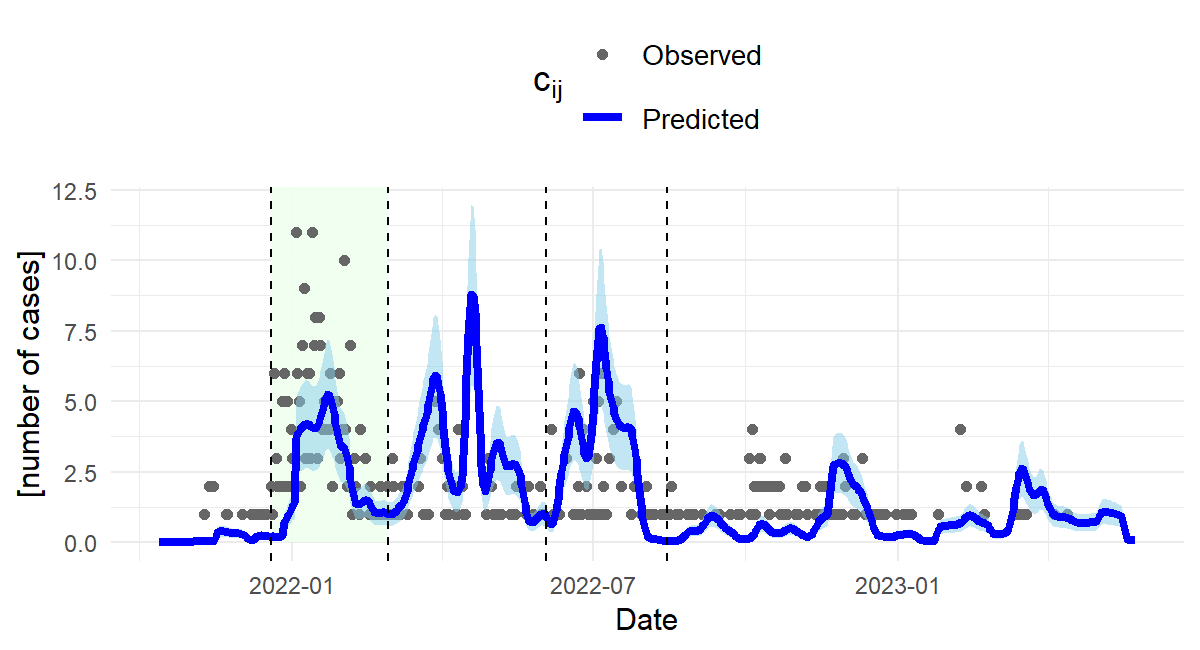 c_ij
Observed
Predicted
[number of cases]
12.5
10.0
7.5
5.0
2.5
0.0
2022-01
2022-07
2023-01
Date